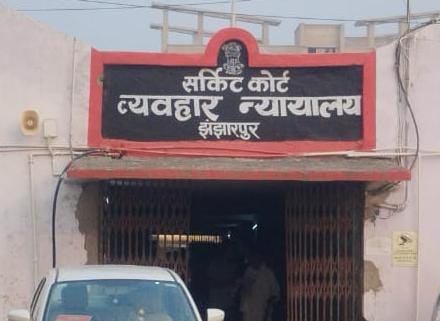 सर्किट कोर्ट
व्यवहार न्यायालय
झंझारपुर